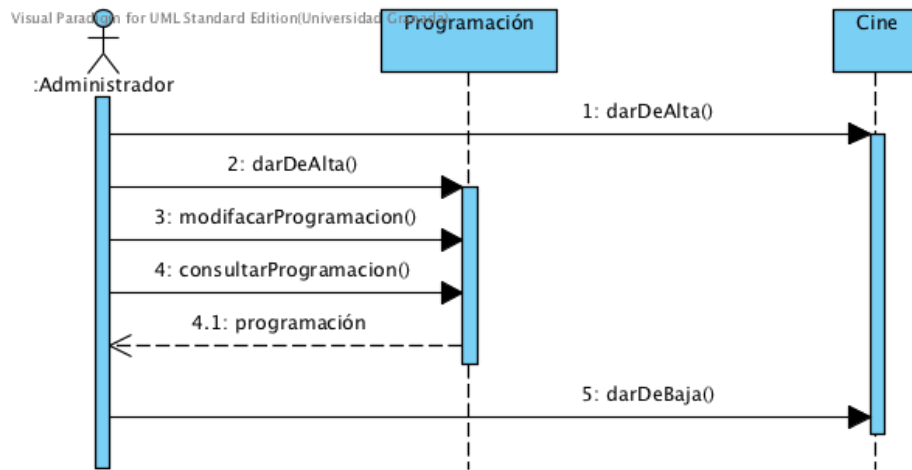 Visual Paradigm for UML Standard Edition(Universidad Granada)
Programación
Cine
:Administrador
1: darDeAlta()
2: darDeAlta()
3: modifacarProgramacion()
4: consultarProgramacion()
4.1: programación
5: darDeBaja()